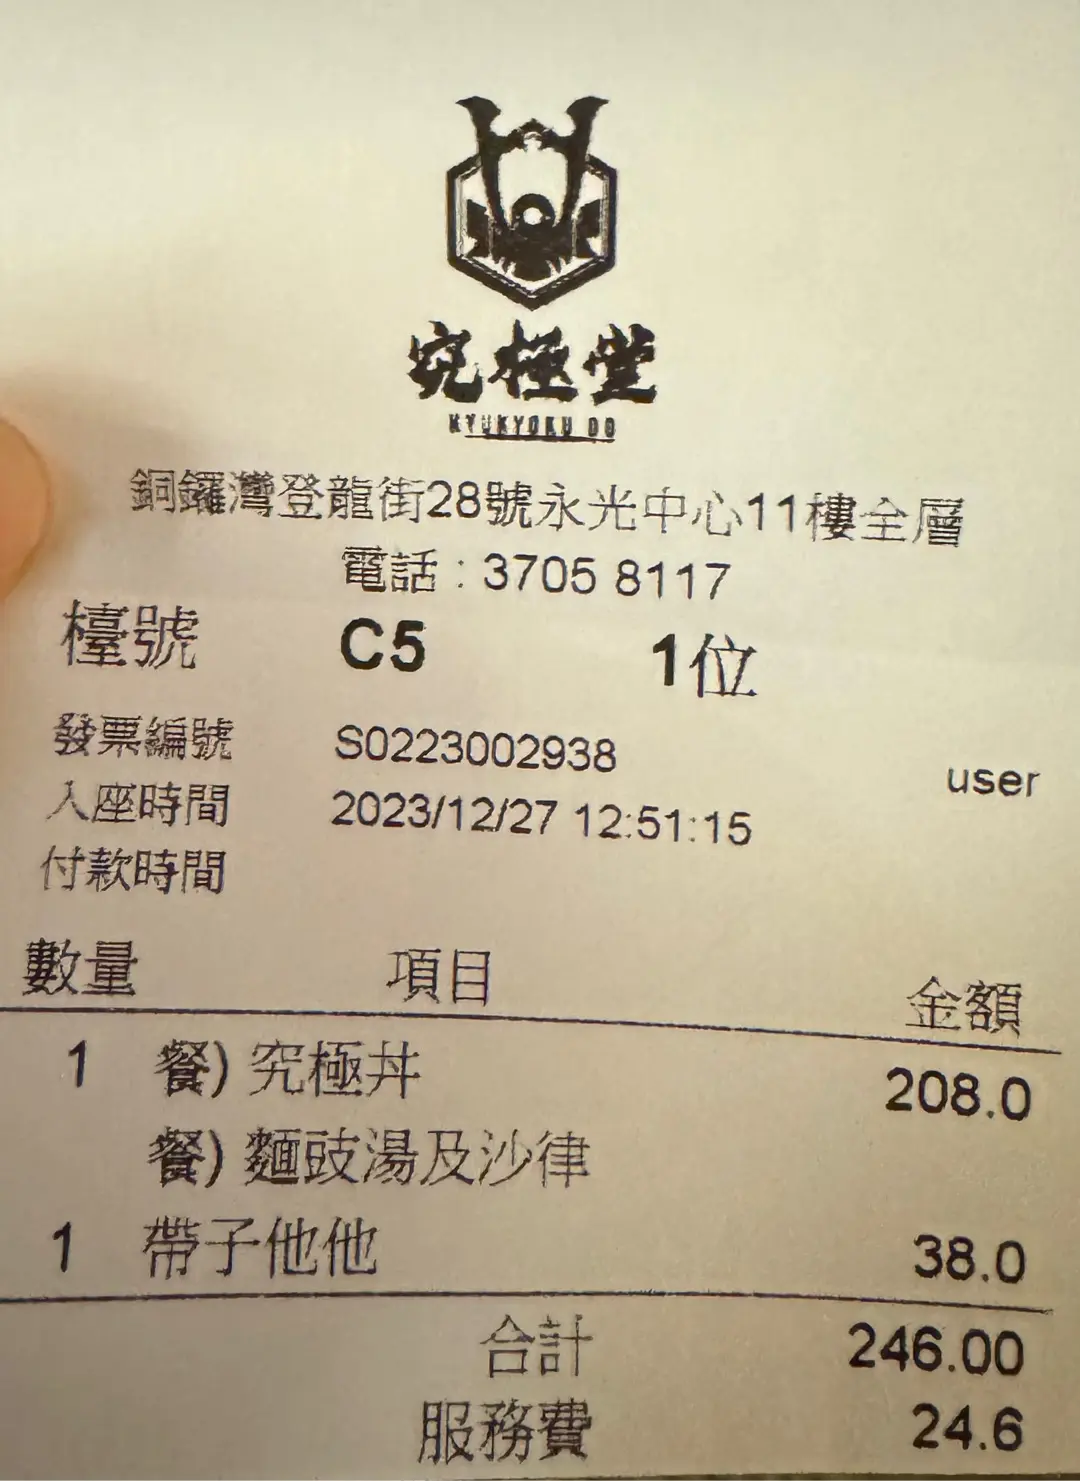 究極堂
KYUKYOKU DO
銅鑼灣登龍街28號永光中心11樓全層
電話：3705 8117
檯號 C5 1位
發票編號 S0223002938 user
入座時間 2023/12/27 12:51:15
付款時間
數量 項目 金額
1 餐) 究極丼 208.0
餐) 麵豉湯及沙律
1 帶子他他 38.0
合計 246.00
服務費 24.6